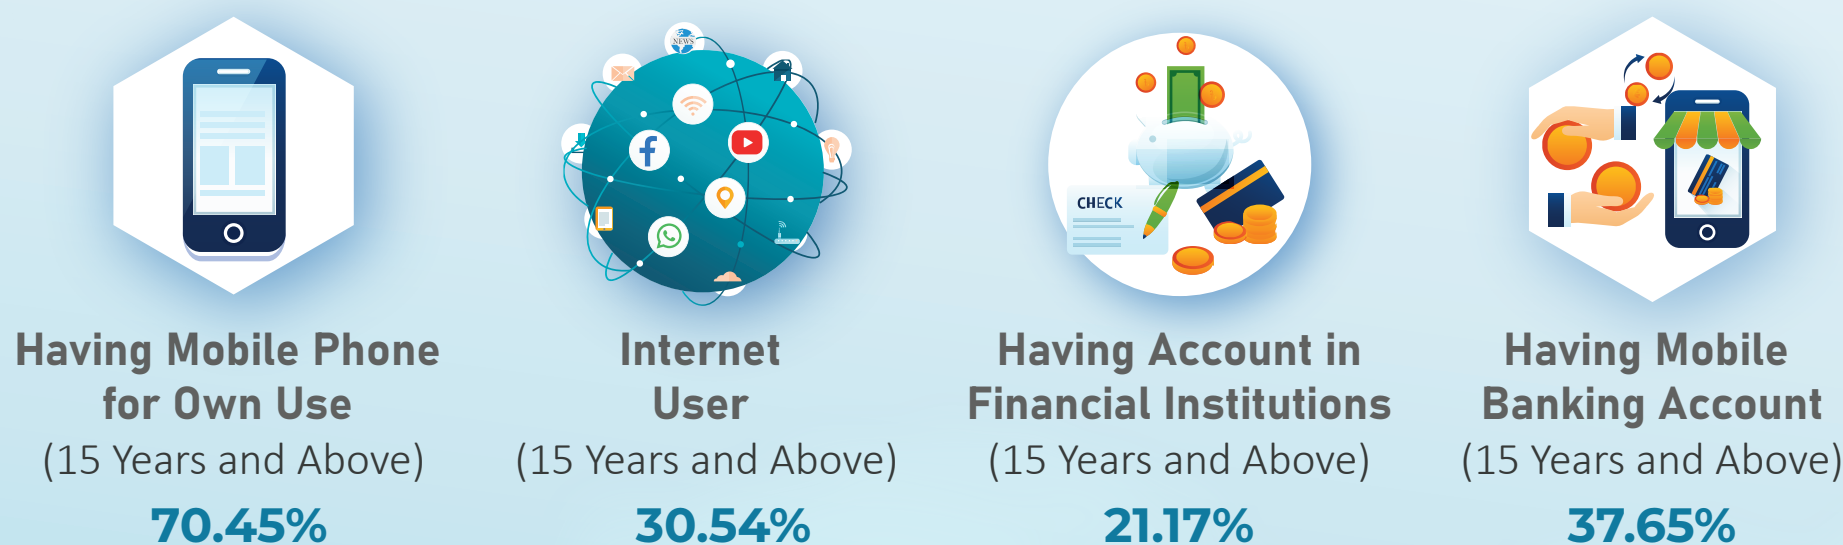 NEWS
CHECK
Having Mobile Phone
for Own Use
(15 Years and Above)
70.45%
Internet
User
(15 Years and Above)
30.54%
Having Account in
Financial Institutions
(15 Years and Above)
21.17%
Having Mobile
Banking Account
(15 Years and Above)
37.65%